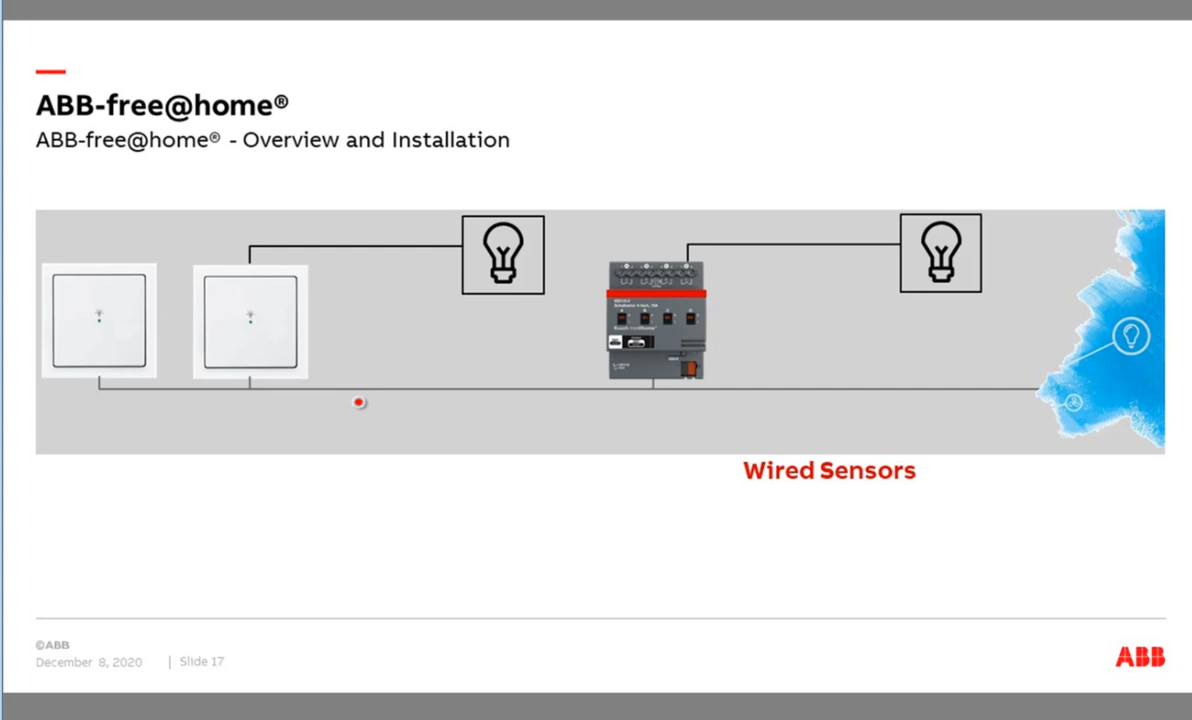 ABB-free@home®
ABB-free@home® - Overview and Installation
Wired Sensors
©ABB
December 8, 2020 | Slide 17
ABB